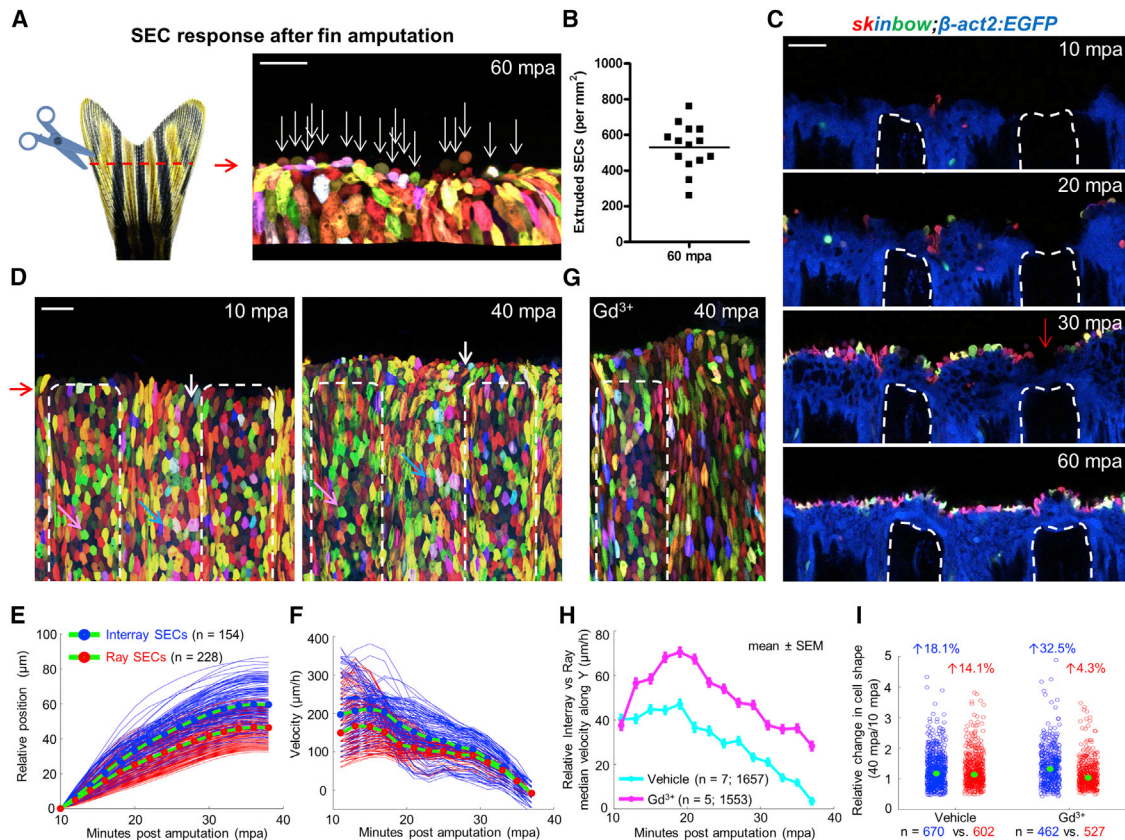 A
SEC response after fin amputation
60 mpa
B
Extruded SECs (per mm²)
1000
800
600
400
200
0
60 mpa
C
skinbow;β-act2:EGFP
10 mpa
20 mpa
30 mpa
60 mpa
D
10 mpa
40 mpa
G
Gd³⁺
40 mpa
E
Relative position (µm)
100
80
60
40
20
0
Interray SECs (n = 154)
Ray SECs (n = 228)
10
20
30
40
Minutes post amputation (mpa)
F
Velocity (µm/h)
400
300
200
100
0
10
20
30
40
Minutes post amputation (mpa)
H
Relative Interray vs Ray
median velocity along Y (µm/h)
80
60
40
20
0
mean ± SEM
Vehicle (n = 7; 1657)
Gd³⁺ (n = 5; 1553)
10
20
30
40
Minutes post amputation (mpa)
I
Relative change in cell shape
(40 mpa/10 mpa)
5
4
3
2
1
0
↑18.1%
↑14.1%
↑32.5%
↑4.3%
Vehicle
Gd³⁺
n = 670 vs. 602
n = 462 vs. 527